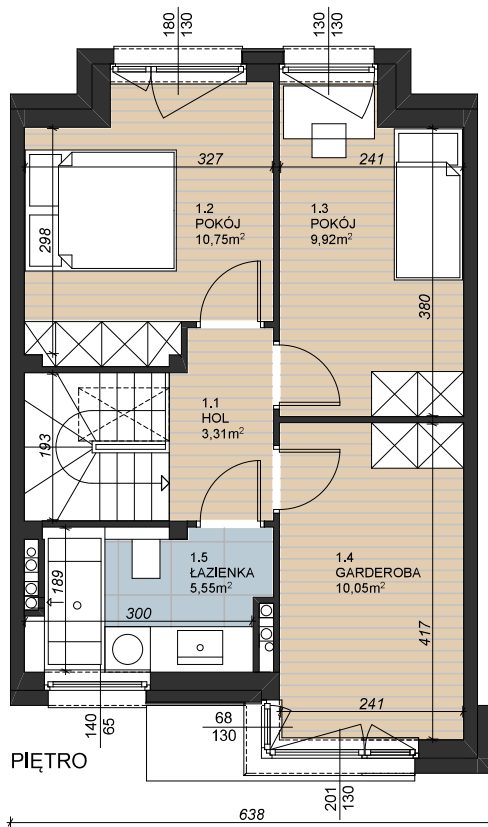 180
130
130
130
327
241
1.2
POKÓJ
10,75m²
1.3
POKÓJ
9,92m²
298
380
1.1
HOL
3,31m²
193
1.5
ŁAZIENKA
5,55m²
1.4
GARDEROBA
10,05m²
189
300
417
241
68
130
140
65
PIĘTRO
201
130
638